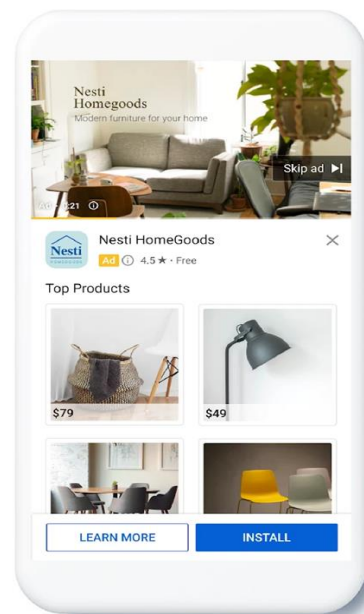 Nesti
Homegoods
Modern furniture for your home
Skip ad
Nesti
Nesti HomeGoods
Ad 4.5 ★ · Free
Top Products
$79
$49
LEARN MORE
INSTALL